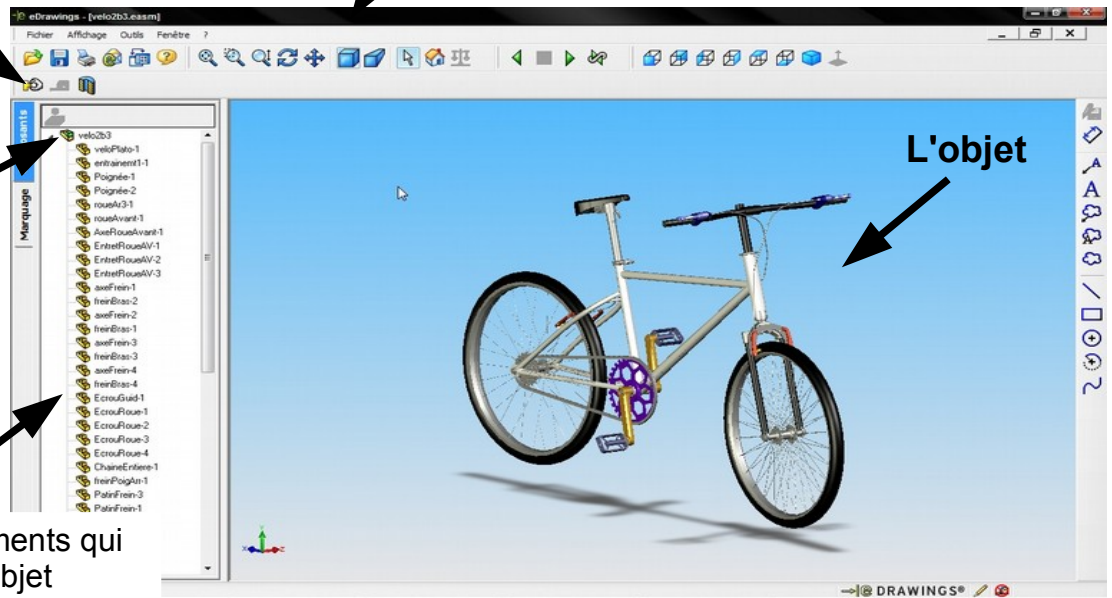 eDrawings - [velo2b3.easm]
Fichier Affichage Outils Fenêtre ?
osants
Marquage
velo2b3
veloPlato-1
entrainemt1-1
Poignée-1
Poignée-2
roueAr3-1
roueAvant-1
AxeRoueAvant-1
EntretRoueAV-1
EntretRoueAV-2
EntretRoueAV-3
axeFrein-1
freinBras-2
axeFrein-2
freinBras-1
axeFrein-3
freinBras-3
axeFrein-4
freinBras-4
EcrouGuid-1
EcrouRoue-1
EcrouRoue-2
EcrouRoue-3
EcrouRoue-4
ChaineEntiere-1
freinPoigArr-1
PatinFrein-3
PatinFrein-1
L'objet
ments qui
bjet
Y
X
Z
A
A
A
@ DRAWINGS®